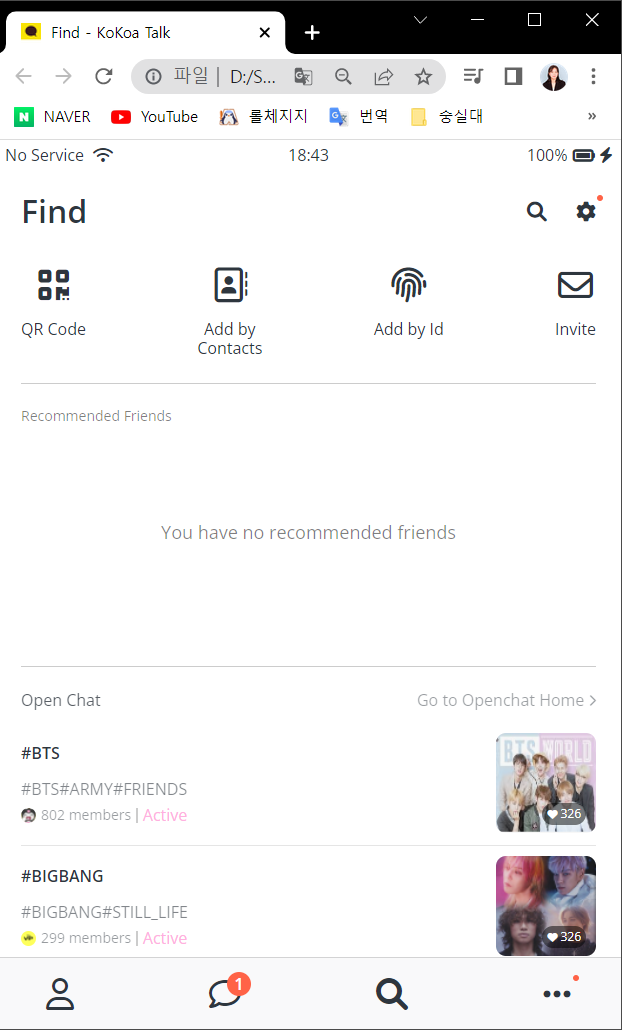 Find - KoKoa Talk
파일 | D:/S...
NAVER
YouTube
롤체지지
번역
숭실대
»
No Service
18:43
100%
Find
QR Code
Add by
Contacts
Add by Id
Invite
Recommended Friends
You have no recommended friends
Open Chat
Go to Openchat Home >
#BTS
#BTS#ARMY#FRIENDS
802 members | Active
BTS WORLD
326
#BIGBANG
#BIGBANG#STILL_LIFE
299 members | Active
326
1